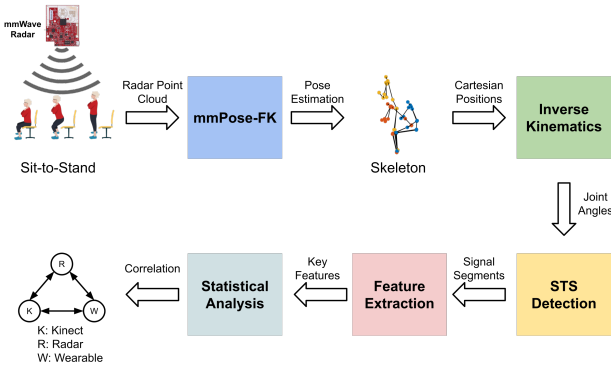 mmWave
Radar
Sit-to-Stand
Radar Point
Cloud
mmPose-FK
Pose
Estimation
Skeleton
Cartesian
Positions
Inverse
Kinematics
Joint
Angles
STS
Detection
Signal
Segments
Feature
Extraction
Key
Features
Statistical
Analysis
Correlation
R
K
W
K: Kinect
R: Radar
W: Wearable